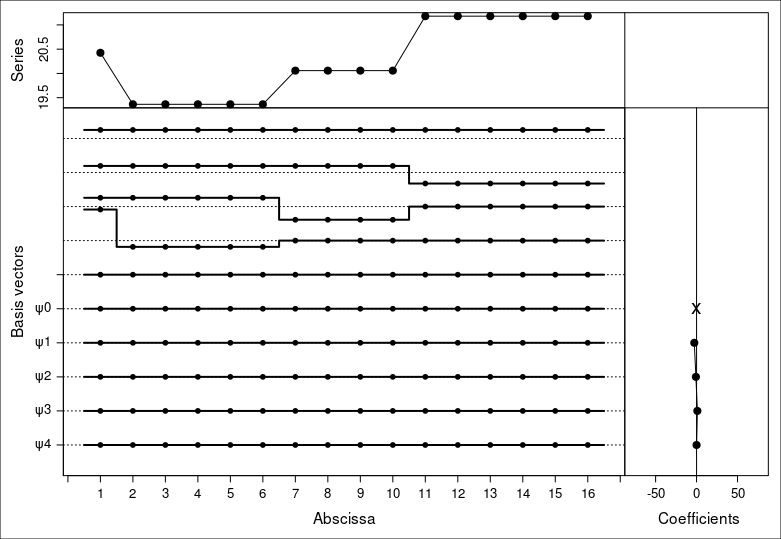 Series
20.5
19.5
Basis vectors
ψ0
x
ψ1
ψ2
ψ3
ψ4
1 2 3 4 5 6 7 8 9 10 11 12 13 14 15 16
-50 0 50
Abscissa
Coefficients